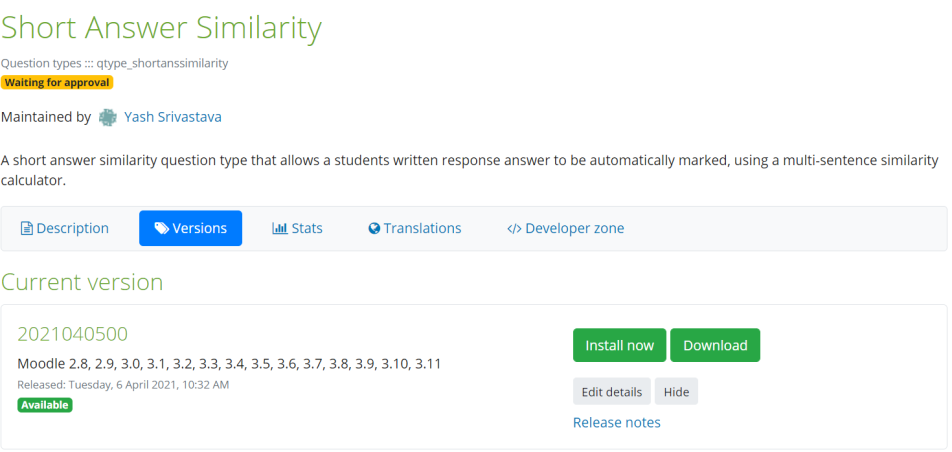 Short Answer Similarity
Question types ::: qtype_shortanssimilarity
Waiting for approval
Maintained by Yash Srivastava
A short answer similarity question type that allows a students written response answer to be automatically marked, using a multi-sentence similarity
calculator.
Description Versions Stats Translations </> Developer zone
Current version
2021040500
Install now Download
Moodle 2.8, 2.9, 3.0, 3.1, 3.2, 3.3, 3.4, 3.5, 3.6, 3.7, 3.8, 3.9, 3.10, 3.11
Released: Tuesday, 6 April 2021, 10:32 AM
Available
Edit details Hide
Release notes